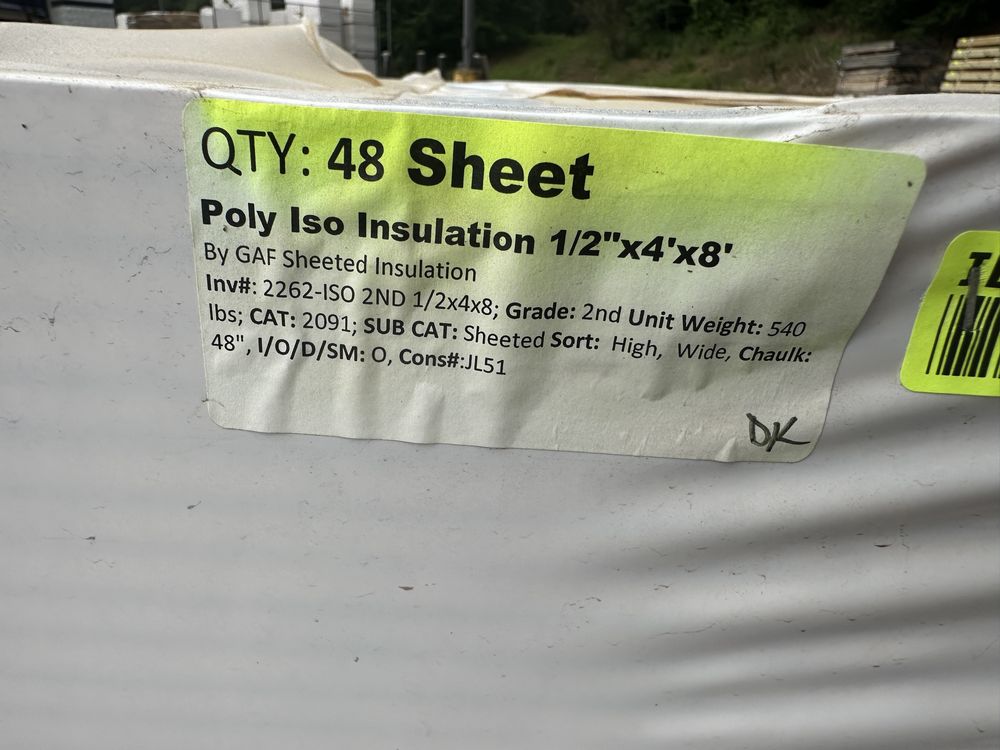 QTY: 48 Sheet
Poly Iso Insulation 1/2"x4'x8'
By GAF Sheeted Insulation
Inv#: 2262-ISO 2ND 1/2x4x8; Grade: 2nd Unit Weight: 540
lbs; CAT: 2091; SUB CAT: Sheeted Sort: High, Wide, Chaulk:
48", I/O/D/SM: O, Cons#:JL51
DK